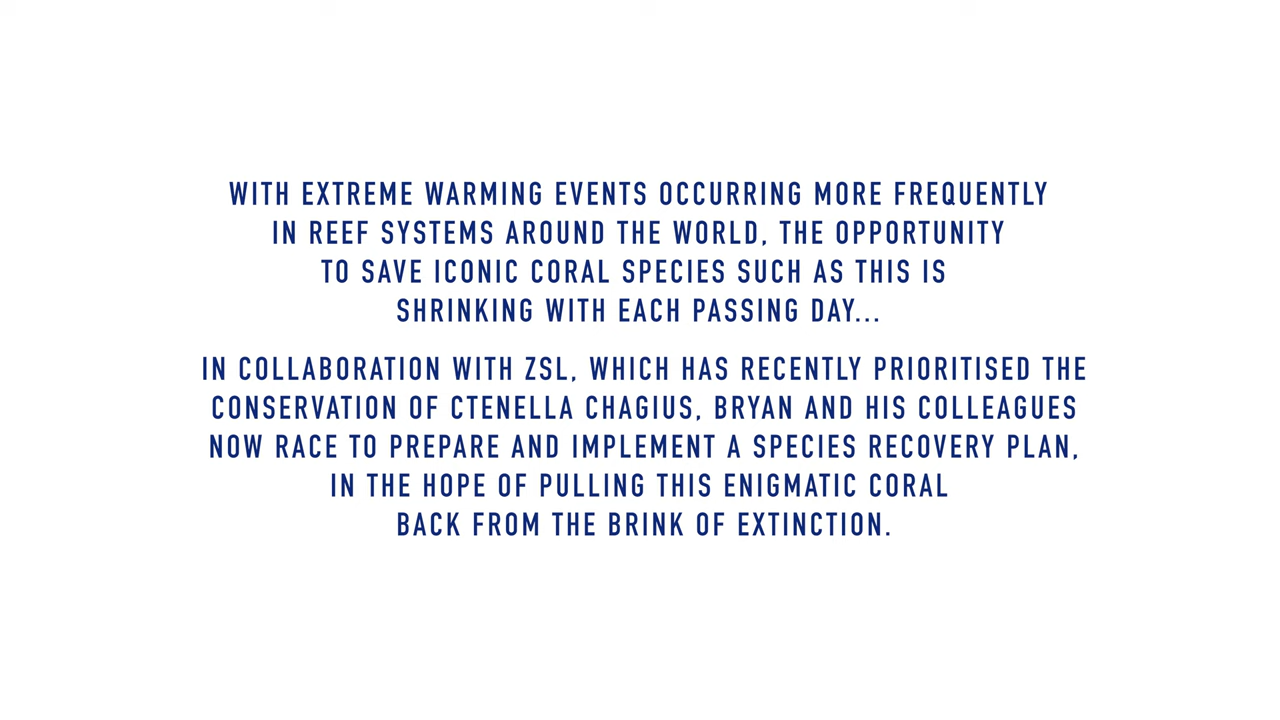 WITH EXTREME WARMING EVENTS OCCURRING MORE FREQUENTLY
IN REEF SYSTEMS AROUND THE WORLD, THE OPPORTUNITY
TO SAVE ICONIC CORAL SPECIES SUCH AS THIS IS
SHRINKING WITH EACH PASSING DAY...
IN COLLABORATION WITH ZSL, WHICH HAS RECENTLY PRIORITISED THE
CONSERVATION OF CTENELLA CHAGIUS, BRYAN AND HIS COLLEAGUES
NOW RACE TO PREPARE AND IMPLEMENT A SPECIES RECOVERY PLAN,
IN THE HOPE OF PULLING THIS ENIGMATIC CORAL
BACK FROM THE BRINK OF EXTINCTION.